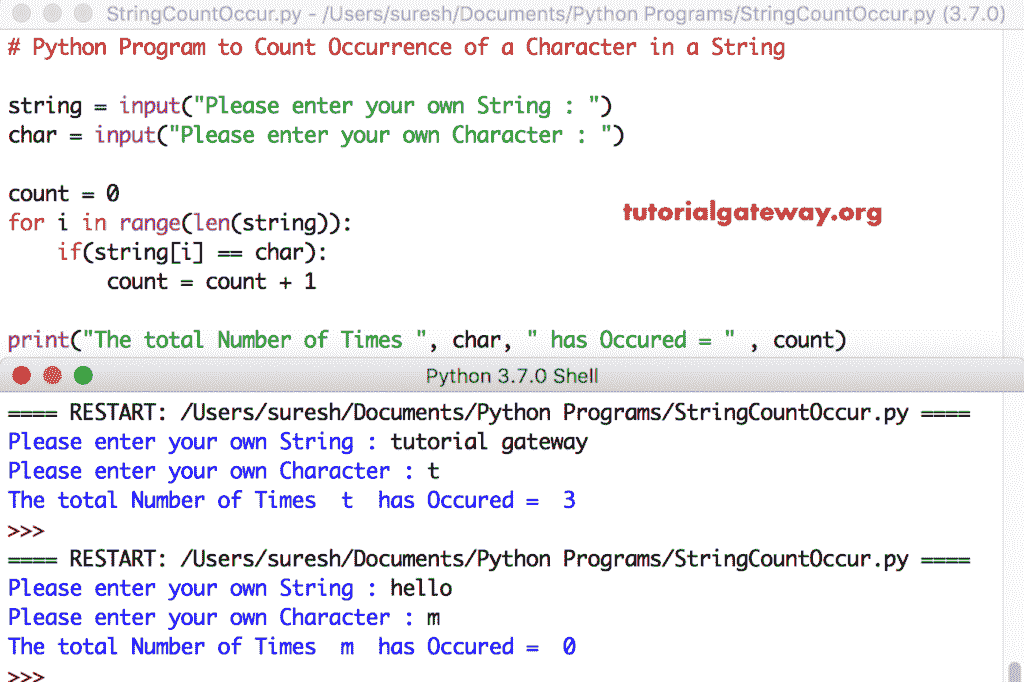 StringCountOccur.py - /Users/suresh/Documents/Python Programs/StringCountOccur.py (3.7.0)
# Python Program to Count Occurrence of a Character in a String
string = input("Please enter your own String : ")
char = input("Please enter your own Character : ")
count = 0
for i in range(len(string)):
    if(string[i] == char):
        count = count + 1
tutorialgateway.org
print("The total Number of Times ", char, " has Occured = " , count)
Python 3.7.0 Shell
==== RESTART: /Users/suresh/Documents/Python Programs/StringCountOccur.py ====
Please enter your own String : tutorial gateway
Please enter your own Character : t
The total Number of Times  t  has Occured =  3
>>>
==== RESTART: /Users/suresh/Documents/Python Programs/StringCountOccur.py ====
Please enter your own String : hello
Please enter your own Character : m
The total Number of Times  m  has Occured =  0
>>>